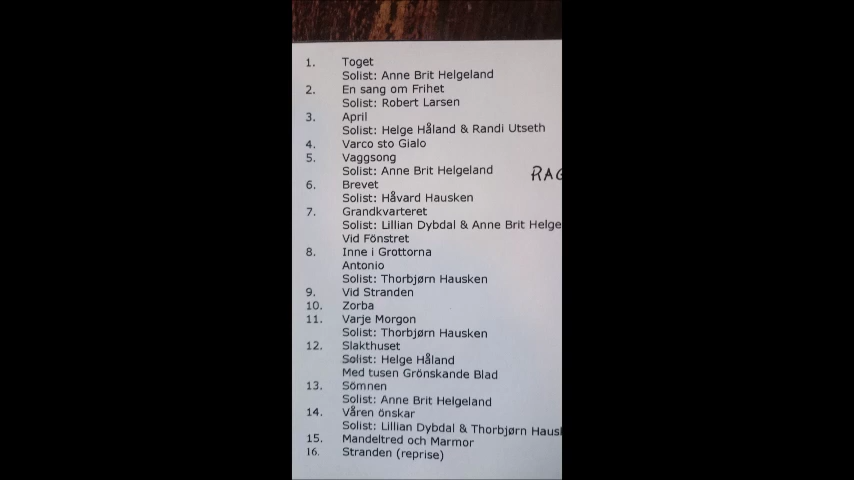 1. Toget
Solist: Anne Brit Helgeland
2. En sang om Frihet
Solist: Robert Larsen
3. April
Solist: Helge Håland & Randi Utseth
4. Varco sto Gialo
5. Vaggsong
Solist: Anne Brit Helgeland
RAG
6. Brevet
Solist: Håvard Hausken
7. Grandkvarteret
Solist: Lillian Dybdal & Anne Brit Helge
Vid Fönstret
8. Inne i Grottorna
Antonio
Solist: Thorbjørn Hausken
9. Vid Stranden
10. Zorba
11. Varje Morgon
Solist: Thorbjørn Hausken
12. Slakthuset
Solist: Helge Håland
Med tusen Grönskande Blad
13. Sömnen
Solist: Anne Brit Helgeland
14. Våren önskar
Solist: Lillian Dybdal & Thorbjørn Haus
15. Mandeltred och Marmor
16. Stranden (reprise)